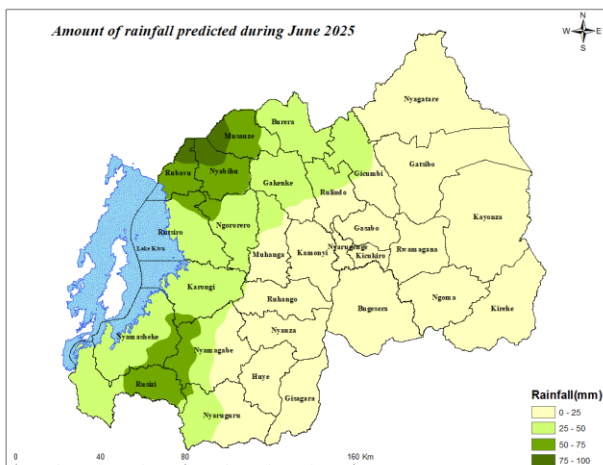 Amount of rainfall predicted during June 2025
N
W E
S
Nyagatare
Burera
Musanze
Gatsibo
Rubavu
Nyabihu
Gakenke
Gicumbi
Rulindo
Kayonza
Rutsiro
Ngororero
Gasabo
Lake Kivu
Nyarugenge
Rwamagana
Muhanga
Kamonyi
Kicukiro
Karongi
Ruhango
Bugesera
Ngoma
Kirehe
Nyamasheke
Nyanza
Nyamagabe
Rusizi
Huye
Gisagara
Nyaruguru
Rainfall(mm)
0 - 25
25 - 50
50 - 75
75 - 100
0 40 80 160 Km